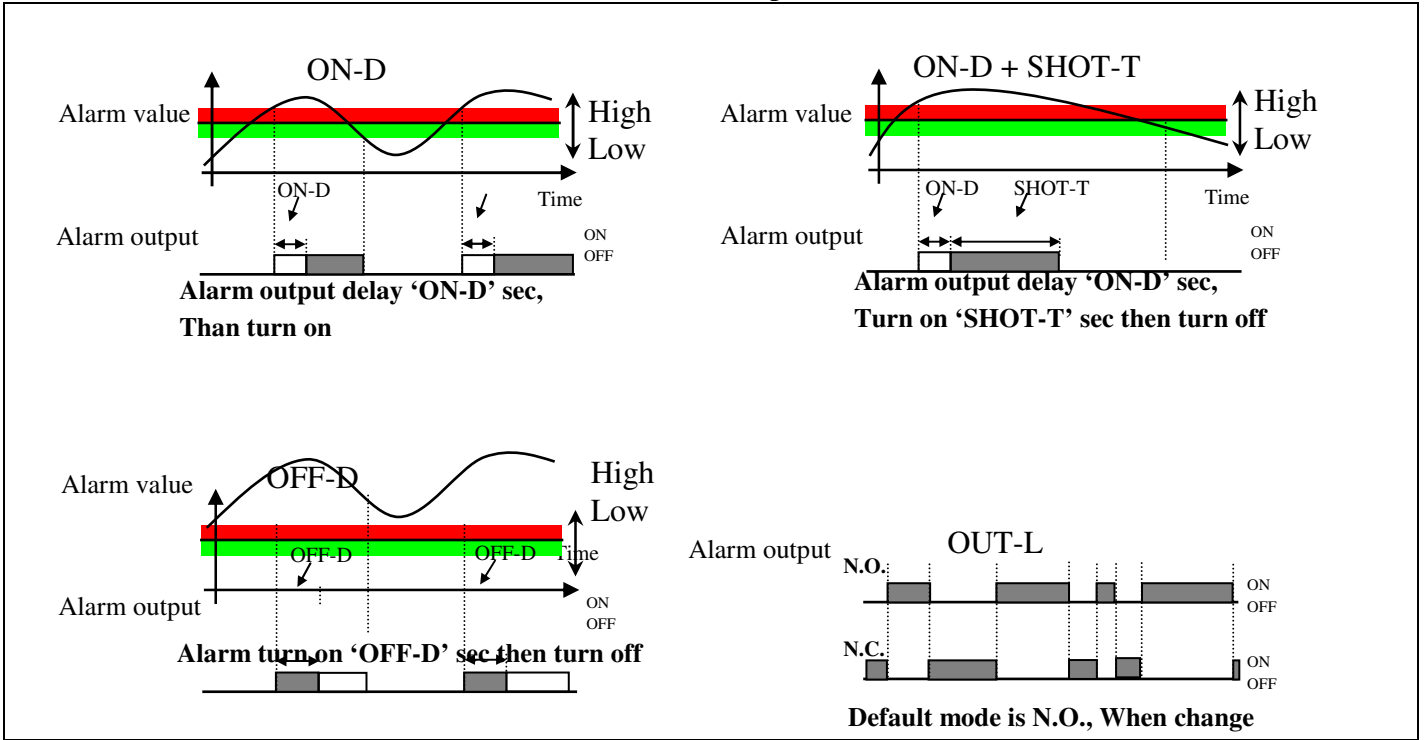 ON-D
Alarm value
High
Low
ON-D
Time
Alarm output
ON
OFF
Alarm output delay ‘ON-D’ sec,
Than turn on
ON-D + SHOT-T
Alarm value
High
Low
ON-D SHOT-T
Time
Alarm output
ON
OFF
Alarm output delay ‘ON-D’ sec,
Turn on ‘SHOT-T’ sec then turn off
OFF-D
Alarm value
High
Low
OFF-D OFF-D Time
Alarm output
ON
OFF
Alarm turn on ‘OFF-D’ sec then turn off
OUT-L
Alarm output
N.O.
ON
OFF
N.C.
ON
OFF
Default mode is N.O., When change